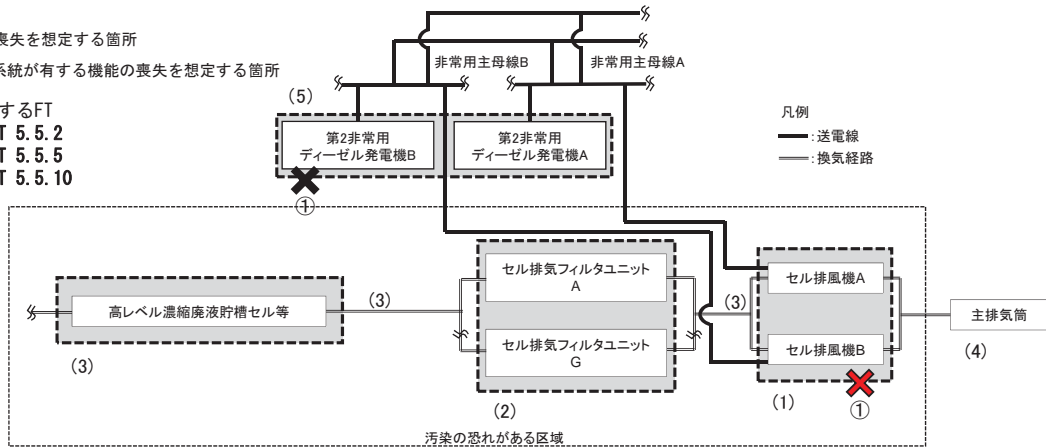 喪失を想定する箇所
系統が有する機能の喪失を想定する箇所
するFT
T 5.5.2
T 5.5.5
T 5.5.10
非常用主母線B
非常用主母線A
(5)
第2非常用
ディーゼル発電機B
第2非常用
ディーゼル発電機A
①
凡例
:送電線
:換気経路
高レベル濃縮廃液貯槽セル等
(3)
(3)
セル排気フィルタユニット
A
セル排気フィルタユニット
G
(2)
(3)
セル排風機A
セル排風機B
(1)
①
主排気筒
(4)
汚染の恐れがある区域